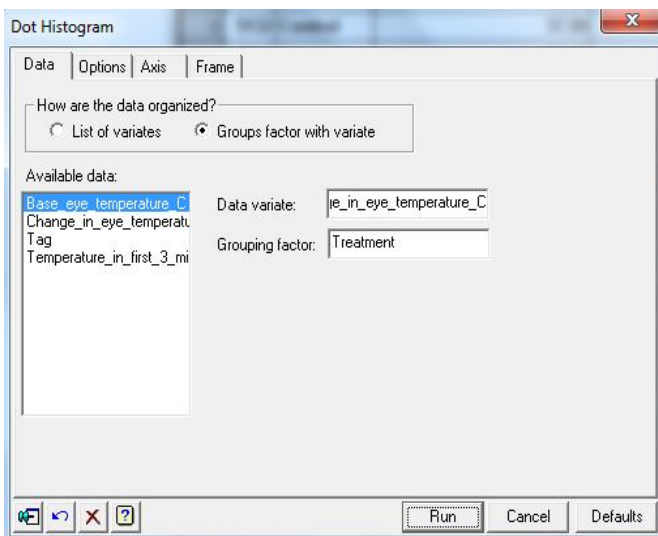 Dot Histogram
Data Options Axis Frame
How are the data organized?
List of variates Groups factor with variate
Available data:
Base_eye_temperature_C
Change_in_eye_temperatu
Tag
Temperature_in_first_3_mi
Data variate: ge_in_eye_temperature_C
Grouping factor: Treatment
Run Cancel Defaults